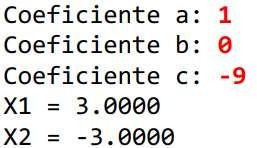 Coeficiente a: 1
Coeficiente b: 0
Coeficiente c: -9
X1 = 3.0000
X2 = -3.0000